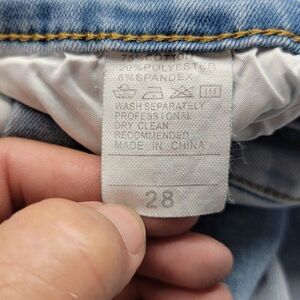 75%COTTON
20%POLYESTER
5%SPANDEX
WASH SEPARATELY
PROFESSIONAL
DRY CLEAN
RECOMMENDED
MADE IN CHINA
28